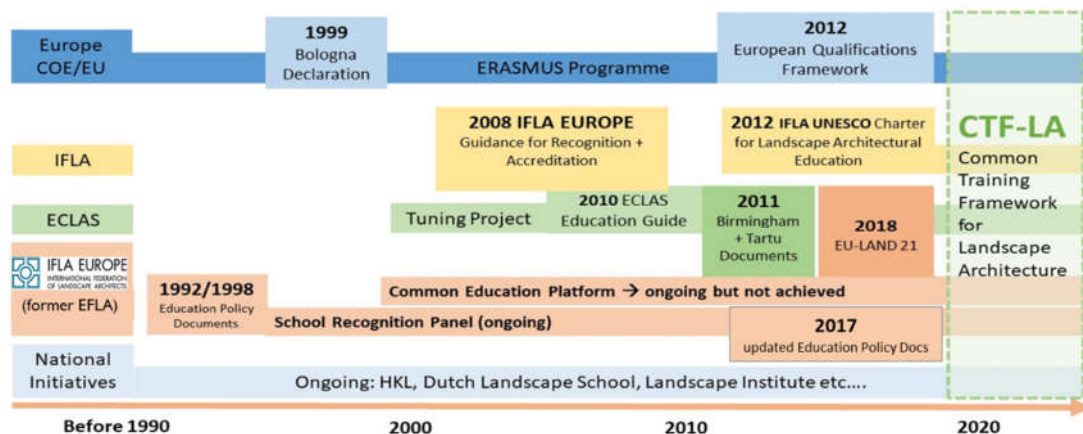 Europe
COE/EU
1999
Bologna
Declaration
ERASMUS Programme
2012
European Qualifications
Framework
IFLA
2008 IFLA EUROPE
Guidance for Recognition +
Accreditation
2012 IFLA UNESCO Charter
for Landscape Architectural
Education
CTF-LA
Common
Training
Framework
for
Landscape
Architecture
ECLAS
Tuning Project
2010 ECLAS
Education Guide
2011
Birmingham
+ Tartu
Documents
2018
EU-LAND 21
IFLA EUROPE
INTERNATIONAL FEDERATION
OF LANDSCAPE ARCHITECTS
(former EFLA)
1992/1998
Education Policy
Documents
Common Education Platform → ongoing but not achieved
School Recognition Panel (ongoing)
2017
updated Education Policy Docs
National
Initiatives
Ongoing: HKL, Dutch Landscape School, Landscape Institute etc....
Before 1990
2000
2010
2020